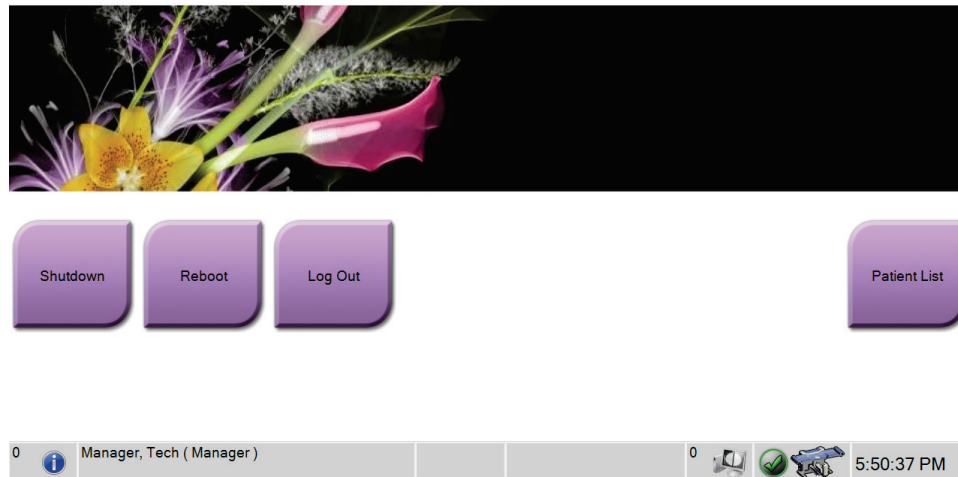 Shutdown
Reboot
Log Out
Patient List
0
Manager, Tech ( Manager )
0
5:50:37 PM